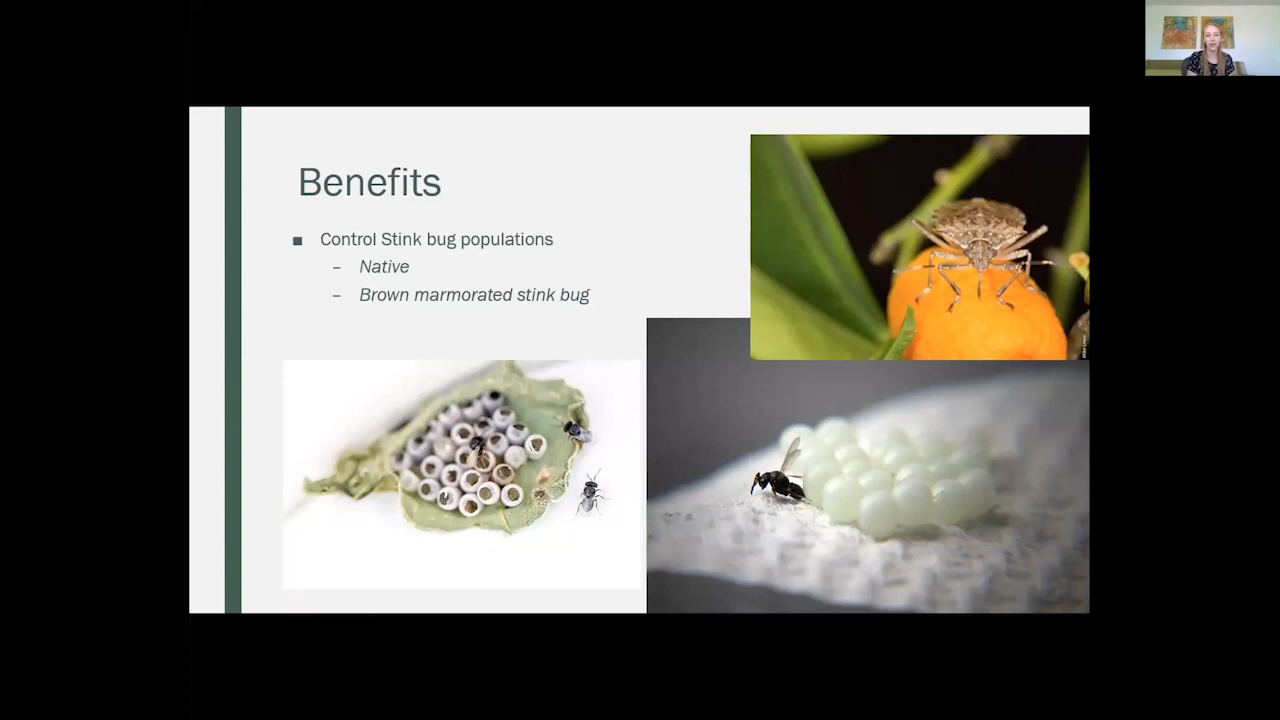 Benefits
Control Stink bug populations
– Native
– Brown marmorated stink bug